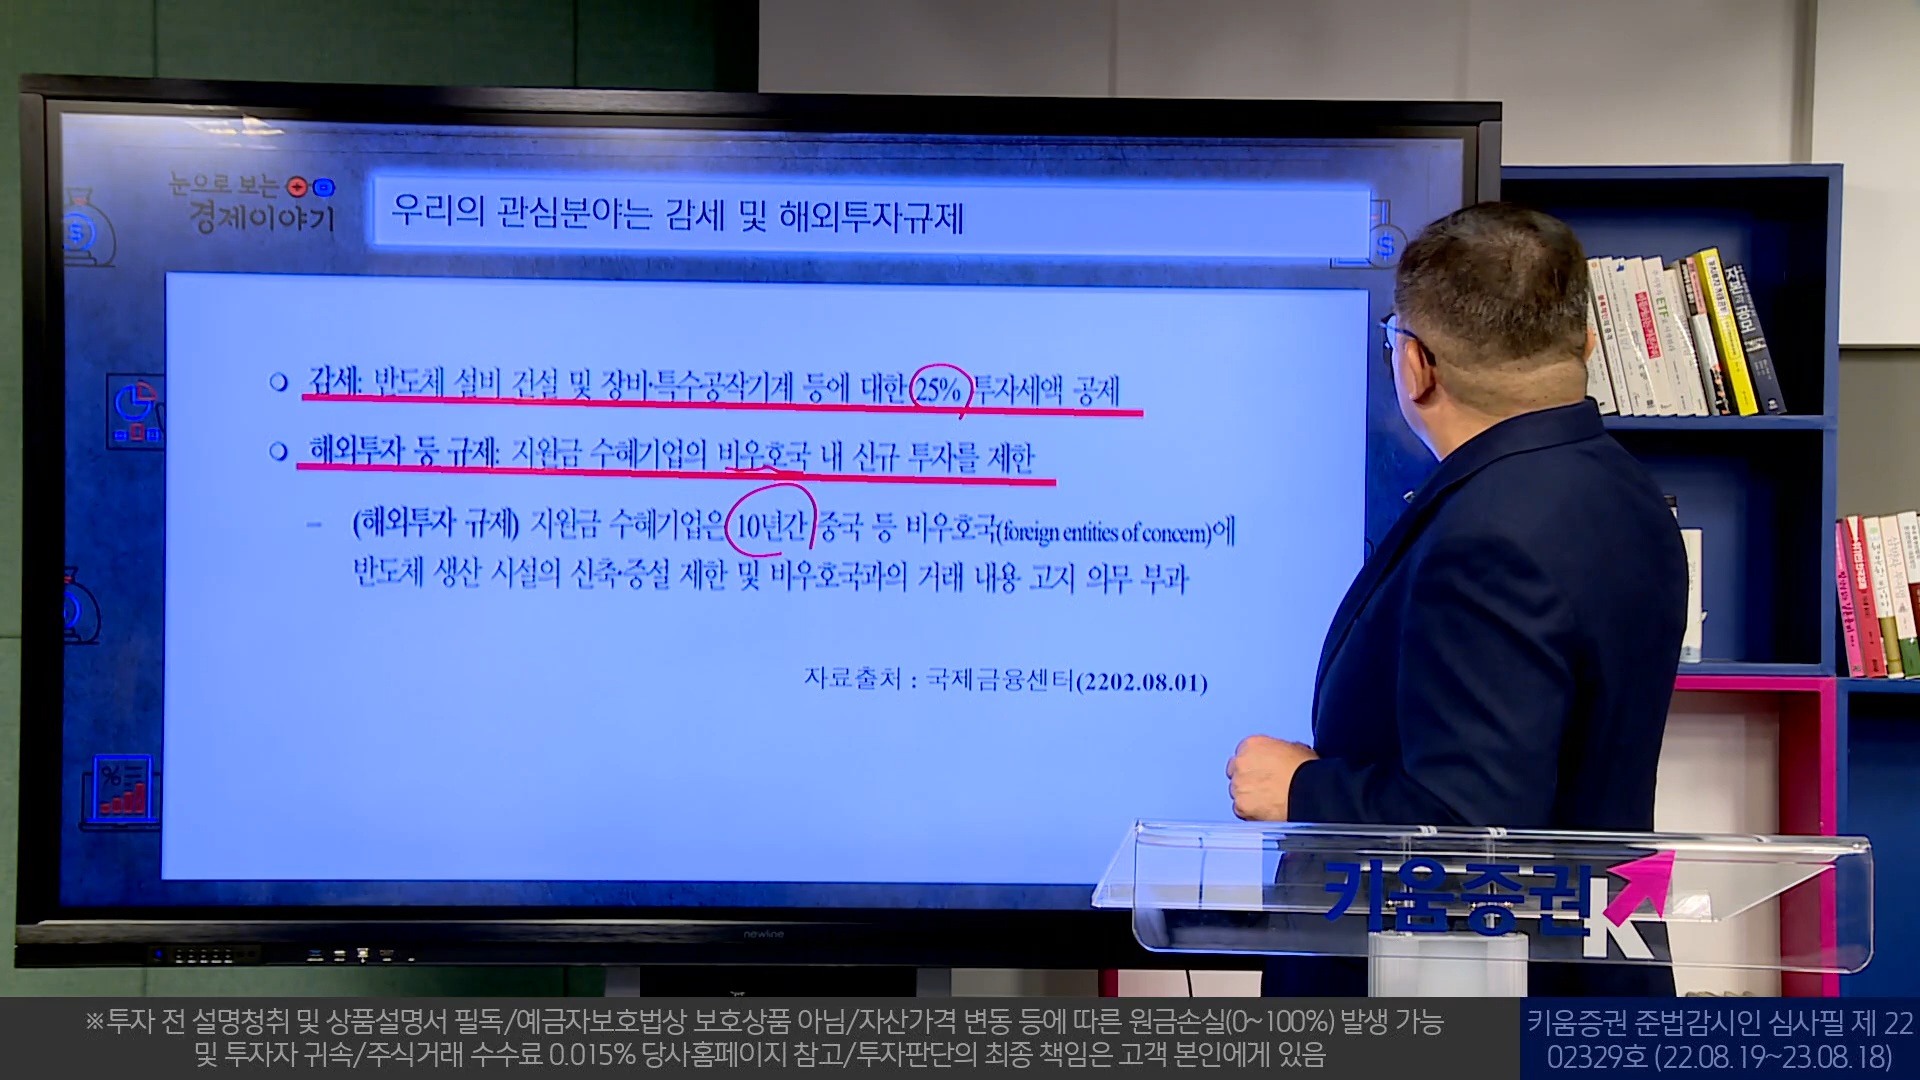 눈으로 보는
경제이야기
우리의 관심분야는 감세 및 해외투자규제
감세: 반도체 설비 건설 및 장비·특수공작기계 등에 대한 25% 투자세액 공제
해외투자 등 규제: 지원금 수혜기업의 비우호국 내 신규 투자를 제한
– (해외투자 규제) 지원금 수혜기업은 10년간 중국 등 비우호국(foreign entities of concern)에
반도체 생산 시설의 신축·증설 제한 및 비우호국과의 거래 내용 고지 의무 부과
자료출처 : 국제금융센터(2202.08.01)
newline
키움증권
K
ETF
※투자 전 설명청취 및 상품설명서 필독/예금자보호법상 보호상품 아님/자산가격 변동 등에 따른 원금손실(0~100%) 발생 가능
및 투자자 귀속/주식거래 수수료 0.015% 당사홈페이지 참고/투자판단의 최종 책임은 고객 본인에게 있음
키움증권 준법감시인 심사필 제 22
02329호 (22.08.19~23.08.18)